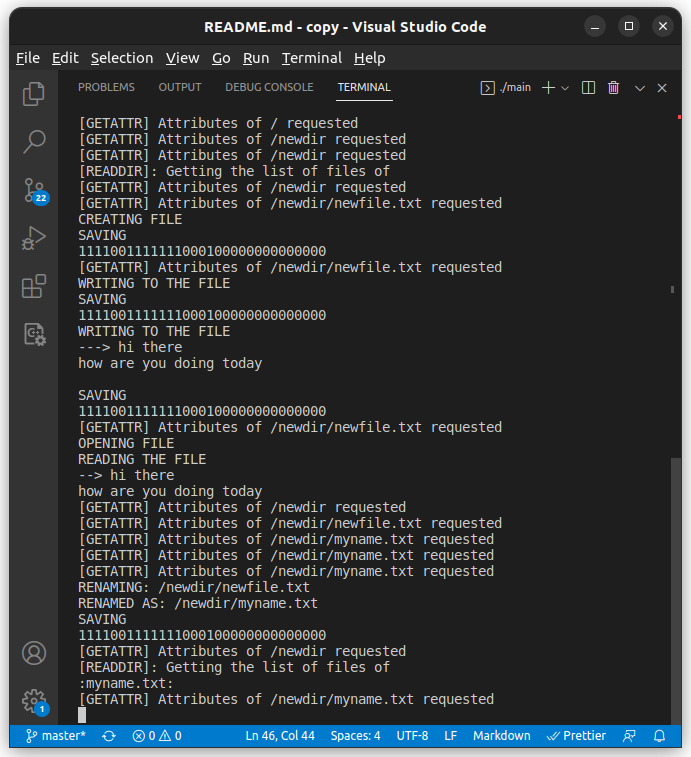 README.md - copy - Visual Studio Code
File Edit Selection View Go Run Terminal Help
PROBLEMS OUTPUT DEBUG CONSOLE TERMINAL ./main
[GETATTR] Attributes of / requested
[GETATTR] Attributes of /newdir requested
[GETATTR] Attributes of /newdir requested
[READDIR]: Getting the list of files of
[GETATTR] Attributes of /newdir requested
[GETATTR] Attributes of /newdir/newfile.txt requested
CREATING FILE
SAVING
1111001111111000100000000000000
[GETATTR] Attributes of /newdir/newfile.txt requested
WRITING TO THE FILE
SAVING
1111001111111000100000000000000
WRITING TO THE FILE
---> hi there
how are you doing today
SAVING
1111001111111000100000000000000
[GETATTR] Attributes of /newdir/newfile.txt requested
OPENING FILE
READING THE FILE
--> hi there
how are you doing today
[GETATTR] Attributes of /newdir requested
[GETATTR] Attributes of /newdir/newfile.txt requested
[GETATTR] Attributes of /newdir/myname.txt requested
[GETATTR] Attributes of /newdir/myname.txt requested
[GETATTR] Attributes of /newdir/myname.txt requested
RENAMING: /newdir/newfile.txt
RENAMED AS: /newdir/myname.txt
SAVING
1111001111111000100000000000000
[GETATTR] Attributes of /newdir requested
[READDIR]: Getting the list of files of
:myname.txt:
[GETATTR] Attributes of /newdir/myname.txt requested
22
1
master* 0 0 Ln 46, Col 44 Spaces: 4 UTF-8 LF Markdown Prettier